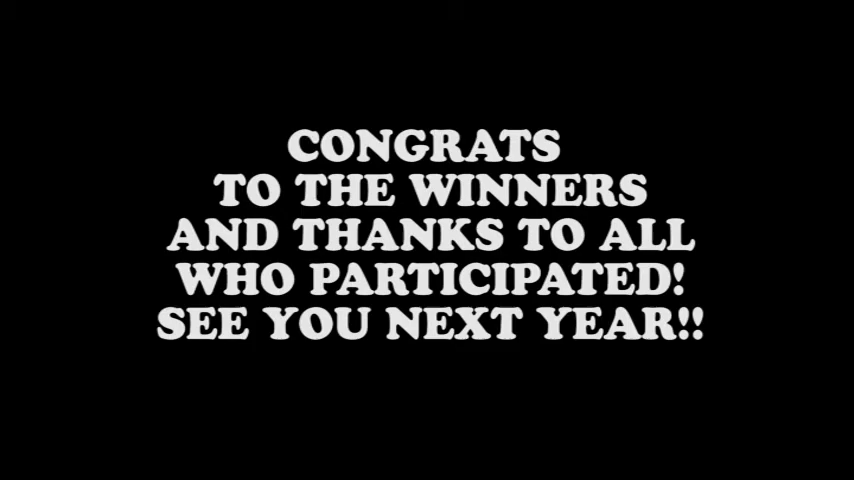 CONGRATS
TO THE WINNERS
AND THANKS TO ALL
WHO PARTICIPATED!
SEE YOU NEXT YEAR!!